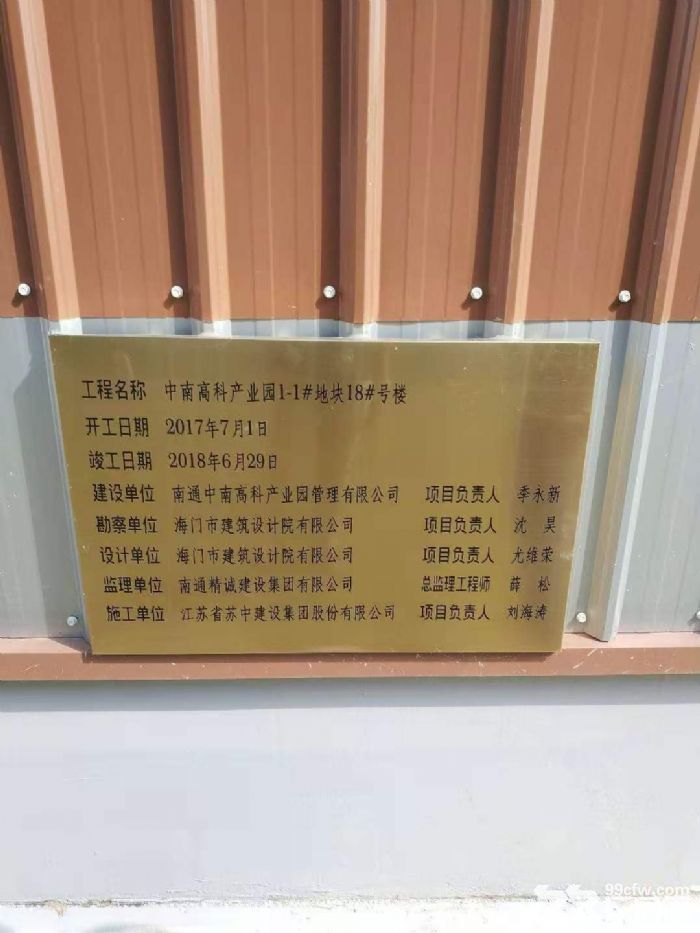 工程名称 中南高科产业园1-1#地块18#号楼
开工日期 2017年7月1日
竣工日期 2018年6月29日
建设单位 南通中南高科产业园管理有限公司 项目负责人 季永新
勘察单位 海门市建筑设计院有限公司 项目负责人 沈 昊
设计单位 海门市建筑设计院有限公司 项目负责人 尤维荣
监理单位 南通精诚建设集团有限公司 总监理工程师 薛 松
施工单位 江苏省苏中建设集团股份有限公司 项目负责人 刘海涛
99cfw.com